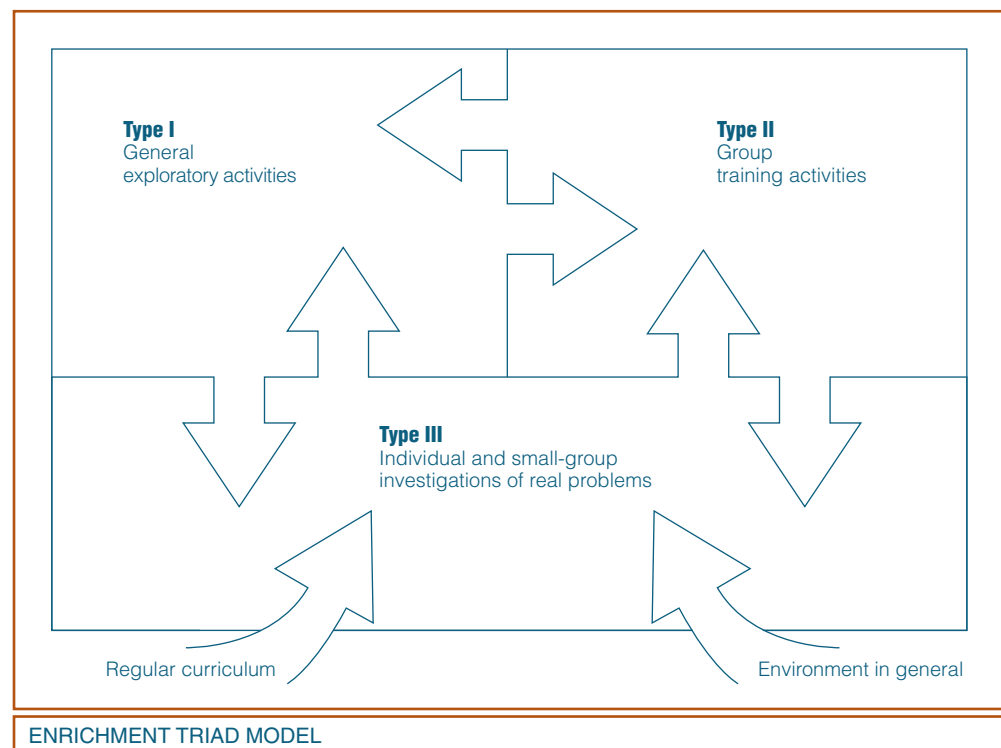 Type I
General
exploratory activities
Type II
Group
training activities
Type III
Individual and small-group
investigations of real problems
Regular curriculum
Environment in general
ENRICHMENT TRIAD MODEL